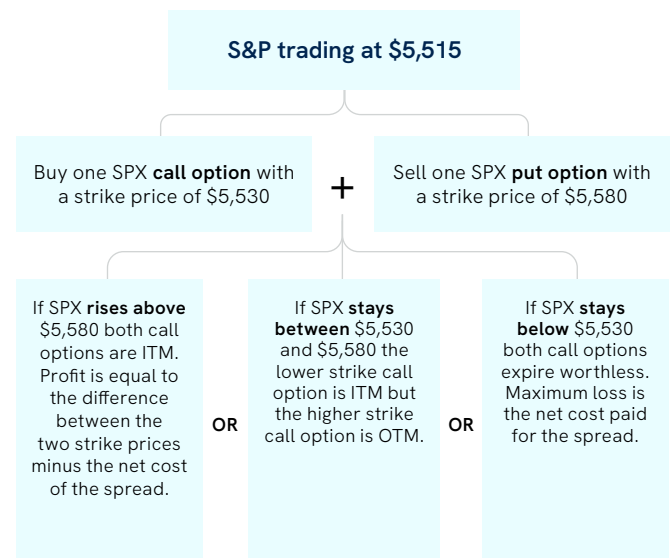 S&P trading at $5,515
Buy one SPX call option with
a strike price of $5,530
+
Sell one SPX put option with
a strike price of $5,580
If SPX rises above
$5,580 both call
options are ITM.
Profit is equal to
the difference
between the
two strike prices
minus the net cost
of the spread.
OR
If SPX stays
between $5,530
and $5,580 the
lower strike call
option is ITM but
the higher strike
call option is OTM.
OR
If SPX stays
below $5,530
both call options
expire worthless.
Maximum loss is
the net cost paid
for the spread.